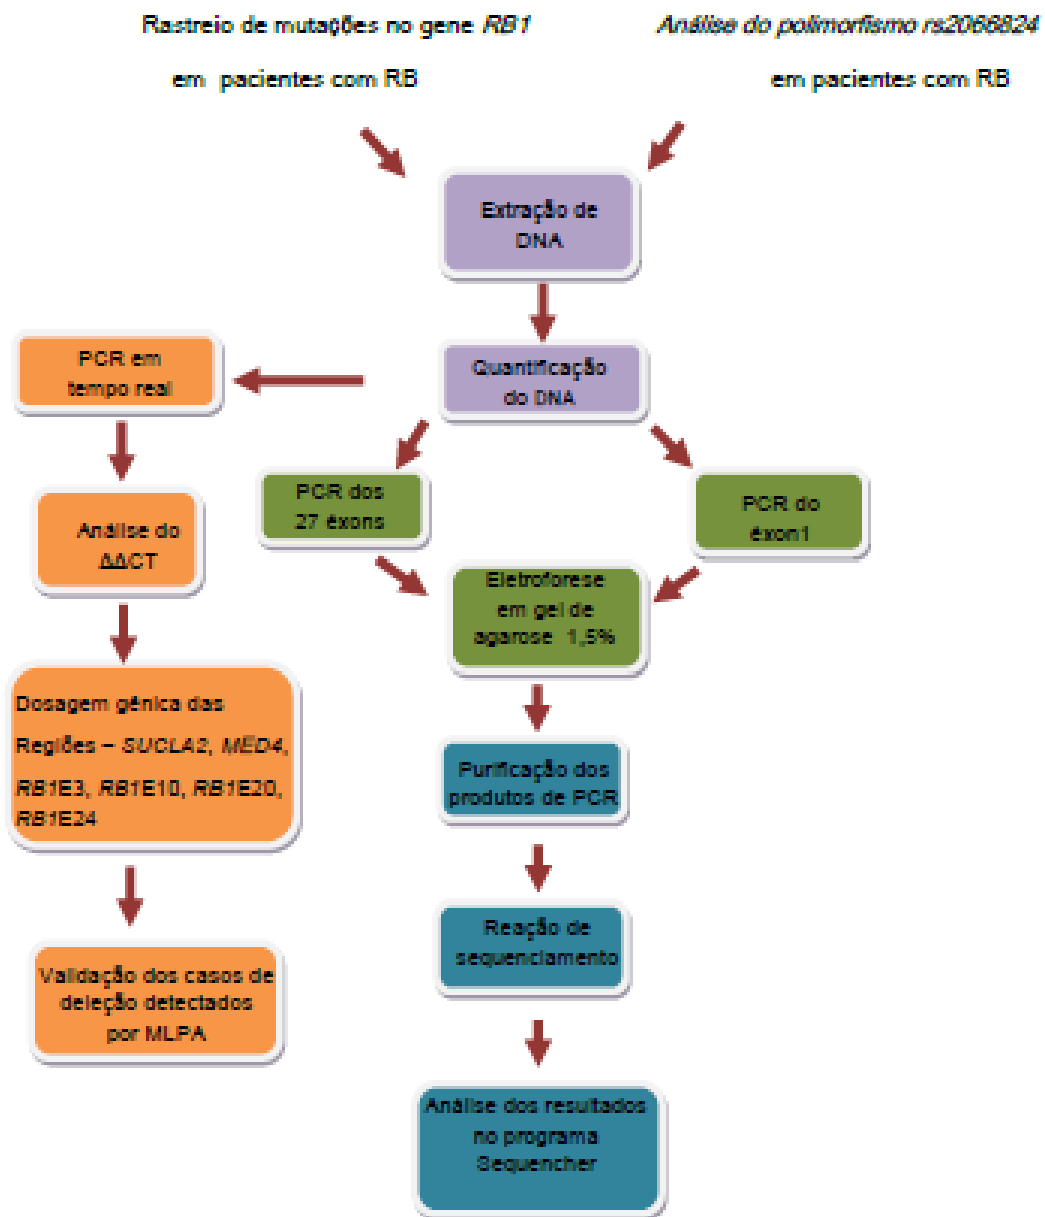 Rastreio de mutações no gene RB1
em pacientes com RB
Análise do polimorfismo rs2066824
em pacientes com RB
Extração de
DNA
Quantificação
do DNA
PCR em
tempo real
Análise do
ΔΔCT
Dosagem gênica das
Regiões – SUCLA2, MED4,
RB1E3, RB1E10, RB1E20,
RB1E24
Validação dos casos de
deleção detectados
por MLPA
PCR dos
27 éxons
PCR do
éxon1
Eletroforese
em gel de
agarose 1,5%
Purificação dos
produtos de PCR
Reação de
sequenciamento
Análise dos resultados
no programa
Sequencher